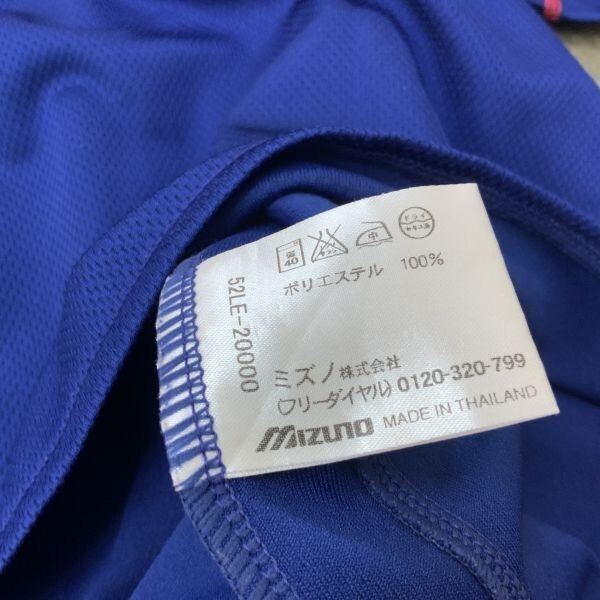 40
中
ドライ
ポリエステル 100%
52LE-20000
ミズノ株式会社
(フリーダイヤル) 0120-320-799
mizuno MADE IN THAILAND